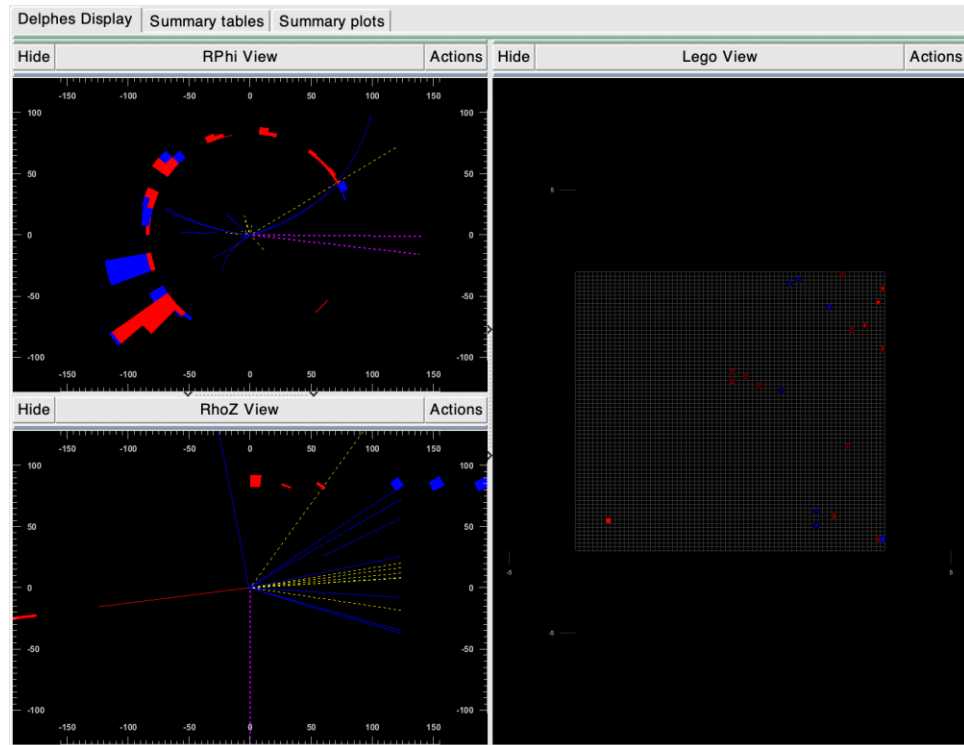 Delphes Display Summary tables Summary plots
Hide RPhi View Actions
-150 -100 -50 0 50 100 150
100 100
50 50
0 0
-50 -50
-100 -100
-150 -100 -50 0 50 100 150
Hide RhoZ View Actions
-150 -100 -50 0 50 100 150
100 100
50 50
0 0
-50 -50
-100 -100
-150 -100 -50 0 50 100 150
Hide Lego View Actions
5
-5 5
-5